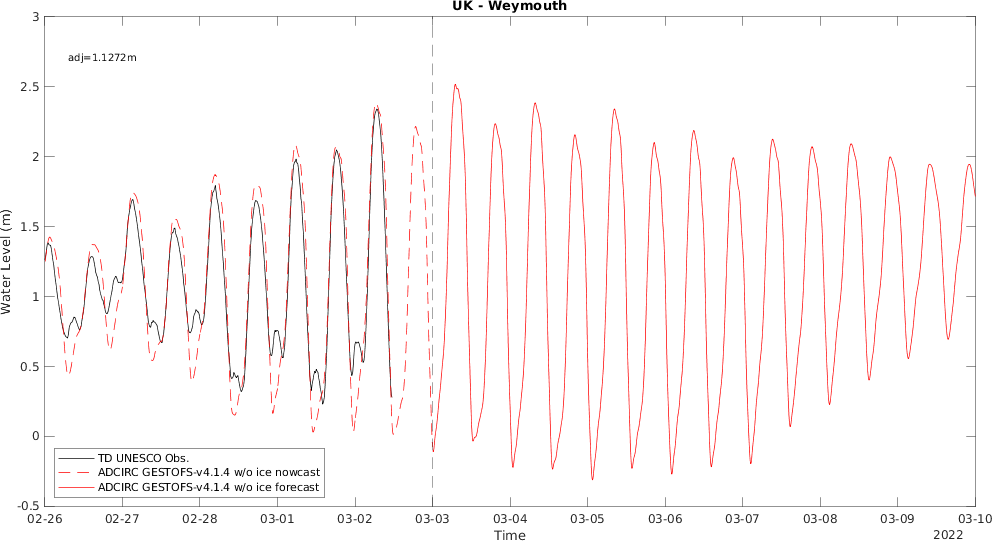 UK - Weymouth
adj=1.1272m
3
2.5
2
1.5
1
0.5
0
-0.5
Water Level (m)
TD UNESCO Obs.
ADCIRC GESTOFS-v4.1.4 w/o ice nowcast
ADCIRC GESTOFS-v4.1.4 w/o ice forecast
02-26 02-27 02-28 03-01 03-02 03-03 03-04 03-05 03-06 03-07 03-08 03-09 03-10
Time
2022